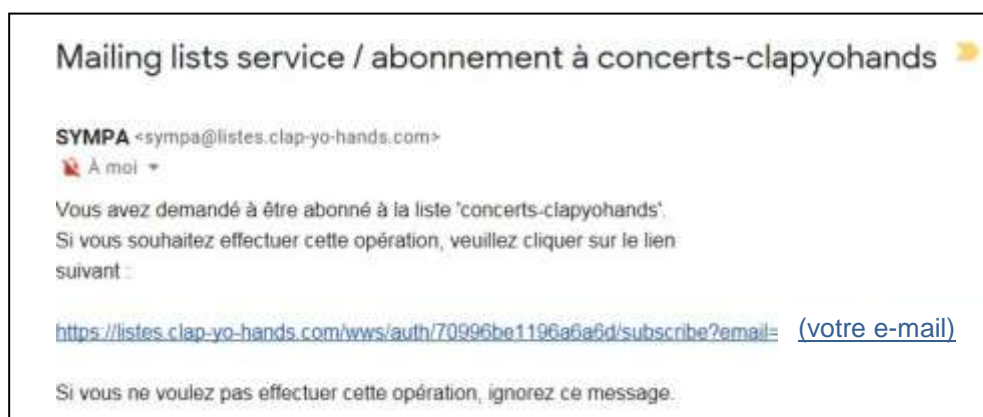 Mailing lists service / abonnement à concerts-clapyohands
SYMPA <sympa@listes.clap-yo-hands.com>
À moi
Vous avez demandé à être abonné à la liste 'concerts-clapyohands'.
Si vous souhaitez effectuer cette opération, veuillez cliquer sur le lien
suivant :
https://listes.clap-yo-hands.com/wws/auth/70996be1196a6a6d/subscribe?email= (votre e-mail)
Si vous ne voulez pas effectuer cette opération, ignorez ce message.